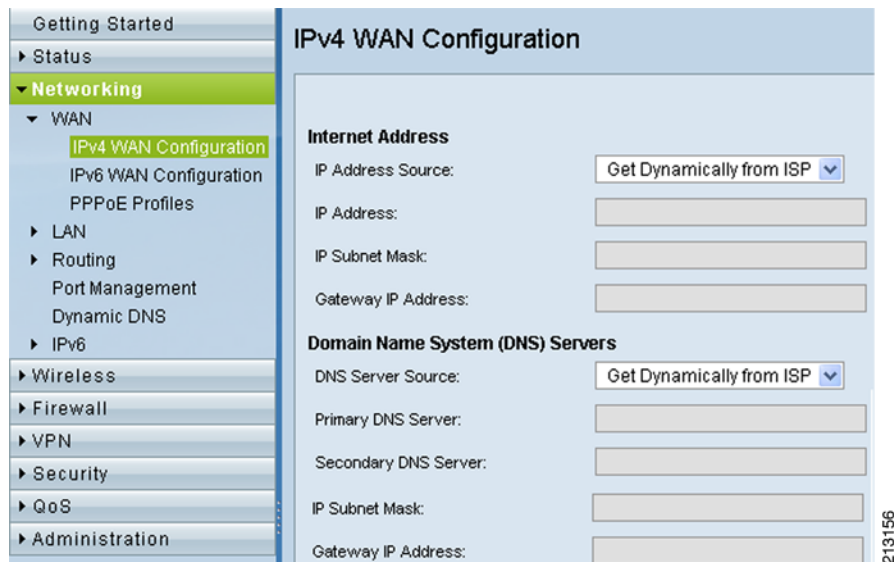 Getting Started
Status
Networking
WAN
IPv4 WAN Configuration
IPv6 WAN Configuration
PPPoE Profiles
LAN
Routing
Port Management
Dynamic DNS
IPv6
Wireless
Firewall
VPN
Security
QoS
Administration
IPv4 WAN Configuration
Internet Address
IP Address Source: Get Dynamically from ISP
IP Address:
IP Subnet Mask:
Gateway IP Address:
Domain Name System (DNS) Servers
DNS Server Source: Get Dynamically from ISP
Primary DNS Server:
Secondary DNS Server:
IP Subnet Mask:
Gateway IP Address:
213156